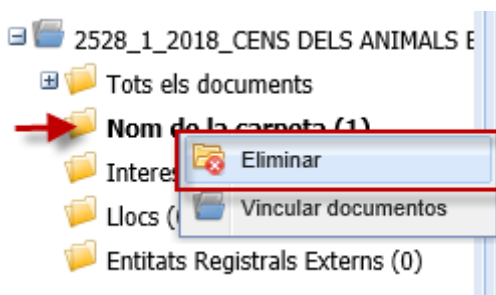 2528_1_2018_CENS DELS ANIMALS E
Tots els documents
Nom de la carpeta (1)
Eliminar
Interes
Llocs (
Vincular documentos
Entitats Registrals Externs (0)